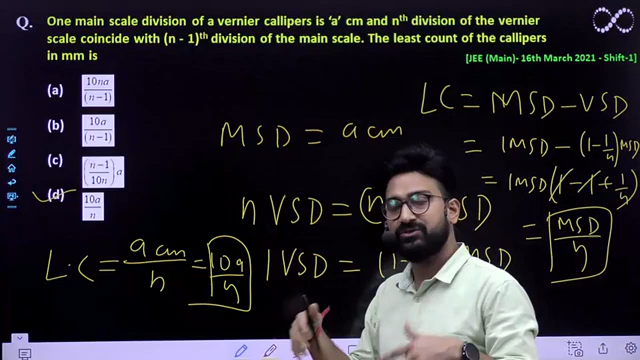 Q. One main scale division of a vernier callipers is 'a' cm and nth division of the vernier
scale coincide with (n - 1)th division of the main scale. The least count of the callipers
in mm is
[JEE (Main)- 16th March 2021 - Shift-1]
(a) 10na/(n−1)
(b) 10a/(n−1)
(c) ((n−1)/10n)a
(d) 10a/n
LC = MSD − VSD
= 1MSD − (1−1/n)MSD
= 1MSD(1−1+1/n)
= MSD/n
MSD = a cm
n VSD = (n
SD
1 VSD = (1-
MSD
L.C = a cm/n = 10a/n